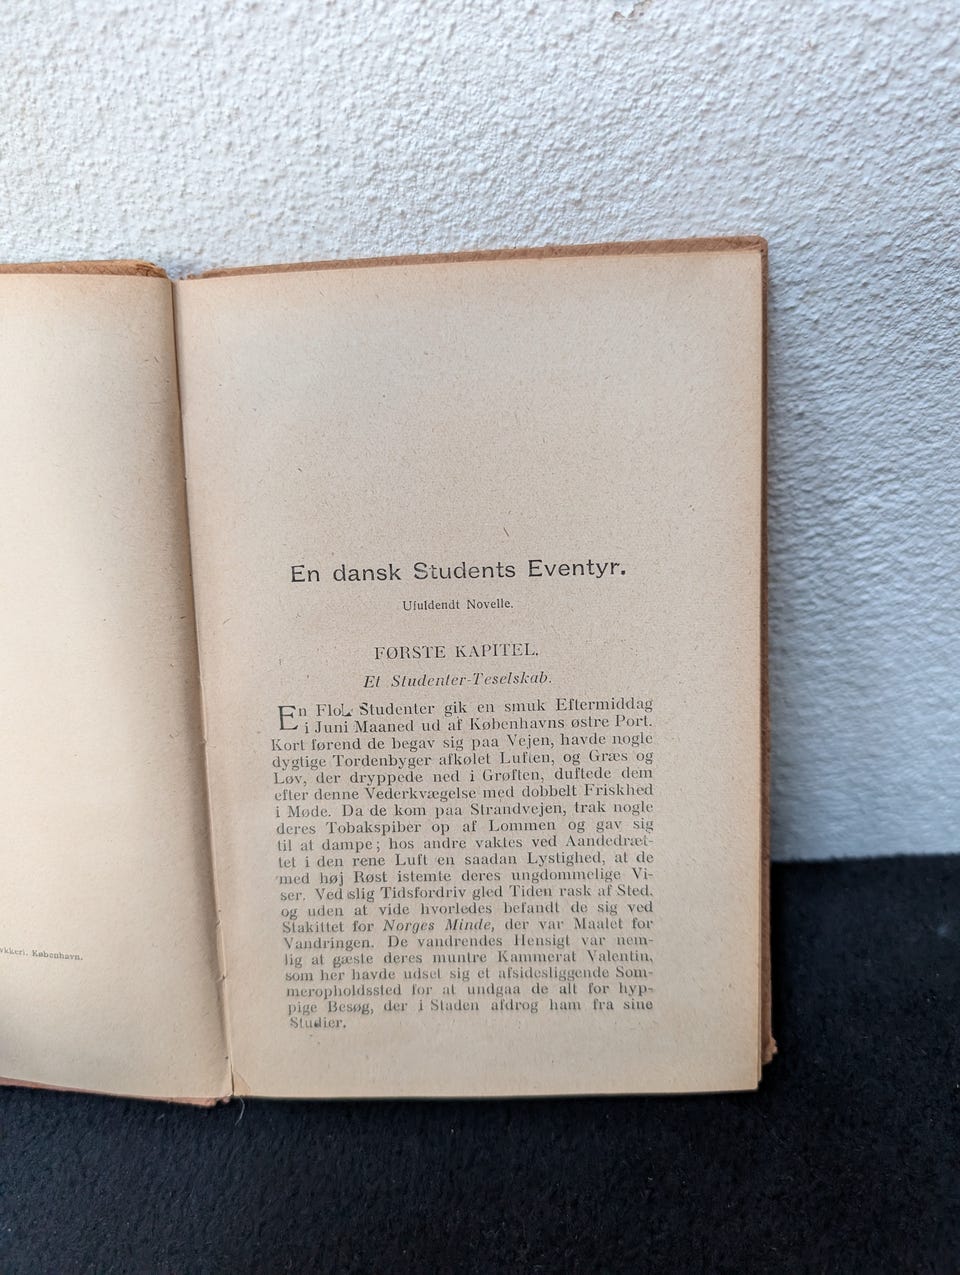 ykkeri. København.
En dansk Students Eventyr.
Ufuldendt Novelle.
FØRSTE KAPITEL.
Et Studenter-Teselskab.
En Flok Studenter gik en smuk Eftermiddag
i Juni Maaned ud af Københavns østre Port.
Kort førend de begav sig paa Vejen, havde nogle
dygtige Tordenbyger afkølet Luften, og Græs og
Løv, der dryppede ned i Grøften, duftede dem
efter denne Vederkvægelse med dobbelt Friskhed
i Møde. Da de kom paa Strandvejen, trak nogle
deres Tobakspiber op af Lommen og gav sig
til at dampe; hos andre vaktes ved Aandedræt-
tet i den rene Luft en saadan Lystighed, at de
med høj Røst istemte deres ungdommelige Vi-
ser. Ved slig Tidsfordriv gled Tiden rask af Sted,
og uden at vide hvorledes befandt de sig ved
Stakittet for Norges Minde, der var Maalet for
Vandringen. De vandrendes Hensigt var nem-
lig at gæste deres muntre Kammerat Valentin,
som her havde udset sig et afsidesliggende Som-
meropholdssted for at undgaa de alt for hyp-
pige Besøg, der i Staden afdrog ham fra sine
Studier.